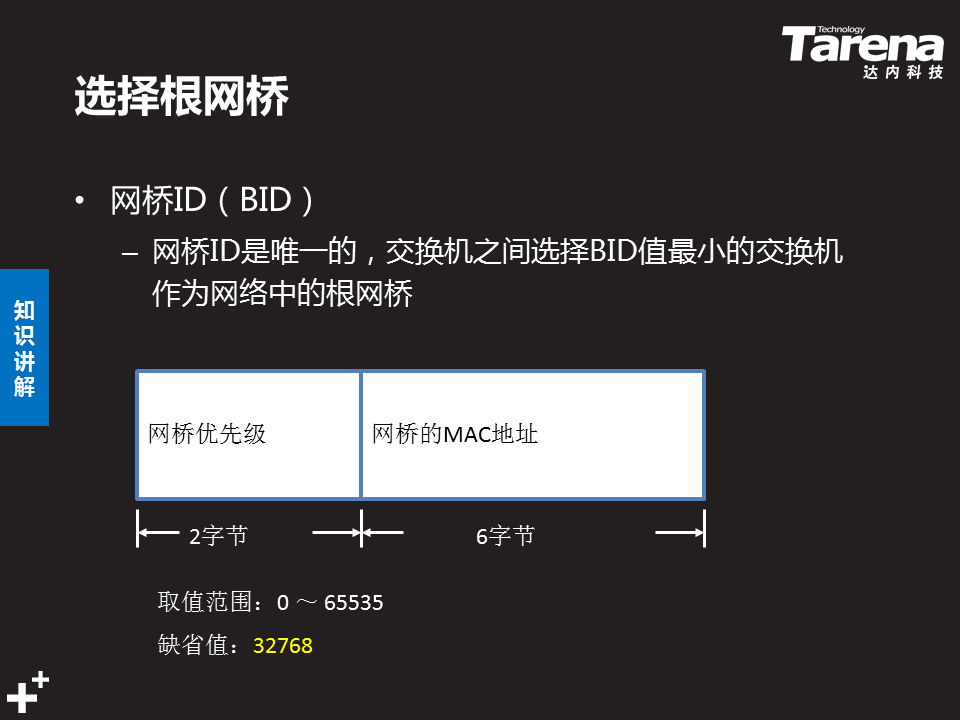 Technology
Tarena
达内科技
选择根网桥
• 网桥ID（BID）
– 网桥ID是唯一的，交换机之间选择BID值最小的交换机
作为网络中的根网桥
知
识
讲
解
网桥优先级
网桥的MAC地址
2字节
6字节
取值范围：0 ～ 65535
缺省值：32768